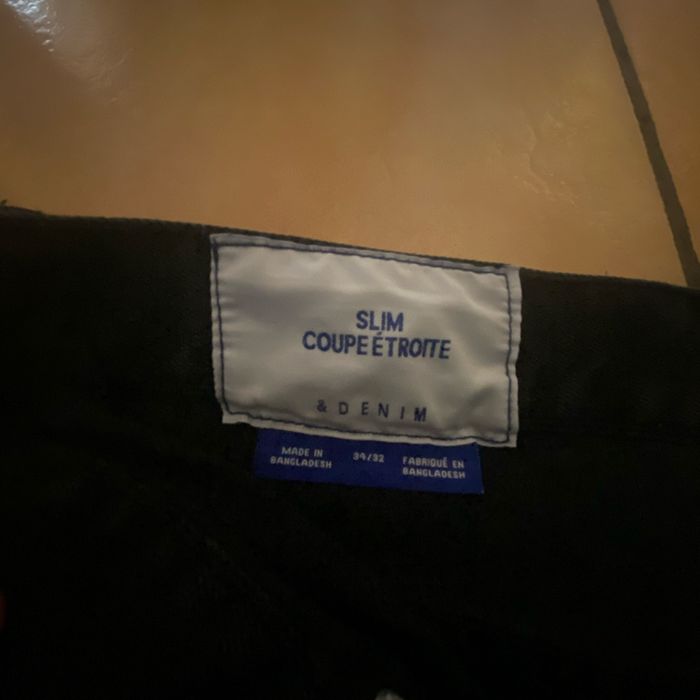 SLIM
COUPE ÉTROITE
& DENIM
MADE IN
BANGLADESH
34/32
FABRIQUÉ EN
BANGLADESH